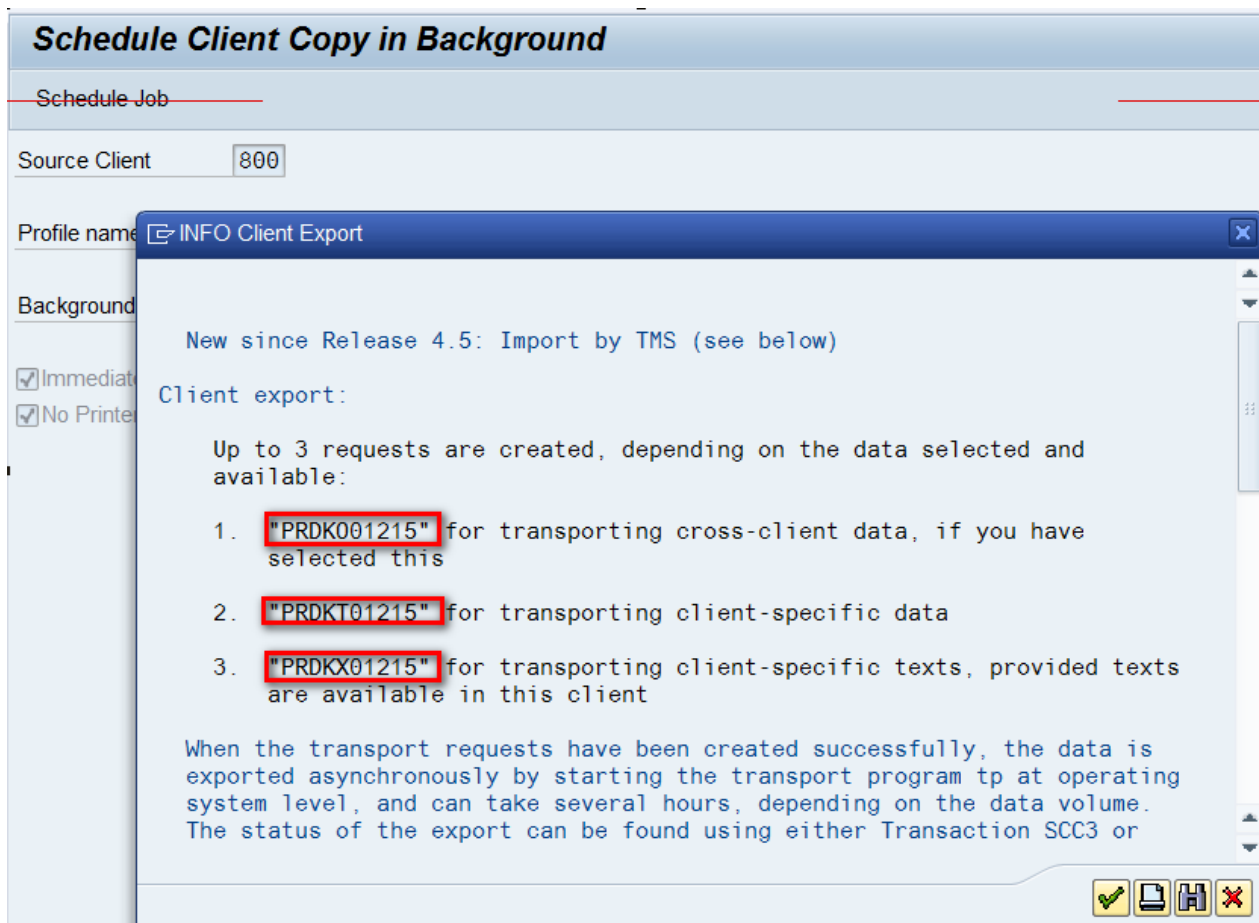 Schedule Client Copy in Background
Schedule Job
Source Client 800
Profile name
INFO Client Export
Background
New since Release 4.5: Import by TMS (see below)
Immediat
Client export:
No Printer
Up to 3 requests are created, depending on the data selected and
available:
1. "PRDKO01215" for transporting cross-client data, if you have
selected this
2. "PRDKT01215" for transporting client-specific data
3. "PRDKX01215" for transporting client-specific texts, provided texts
are available in this client
When the transport requests have been created successfully, the data is
exported asynchronously by starting the transport program tp at operating
system level, and can take several hours, depending on the data volume.
The status of the export can be found using either Transaction SCC3 or